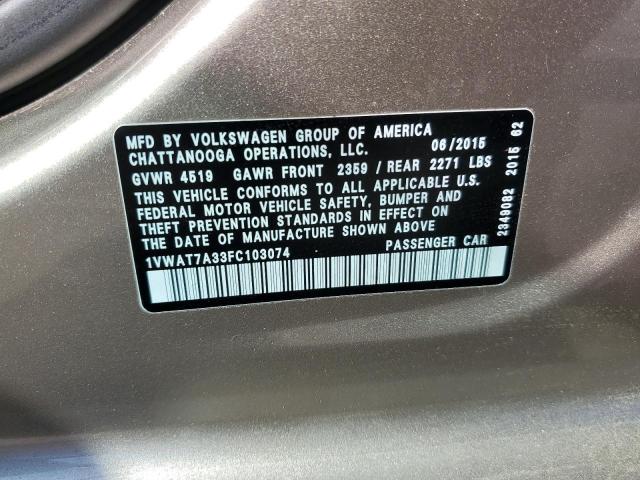 MFD BY VOLKSWAGEN GROUP OF AMERICA
CHATTANOOGA OPERATIONS, LLC. 06/2015
GVWR 4519 GAWR FRONT 2359 / REAR 2271 LBS
THIS VEHICLE CONFORMS TO ALL APPLICABLE U.S.
FEDERAL MOTOR VEHICLE SAFETY, BUMPER AND
THEFT PREVENTION STANDARDS IN EFFECT ON
THE DATE OF MANUFACTURE SHOWN ABOVE
1VWAT7A33FC103074 PASSENGER CAR
2349082 2015 62